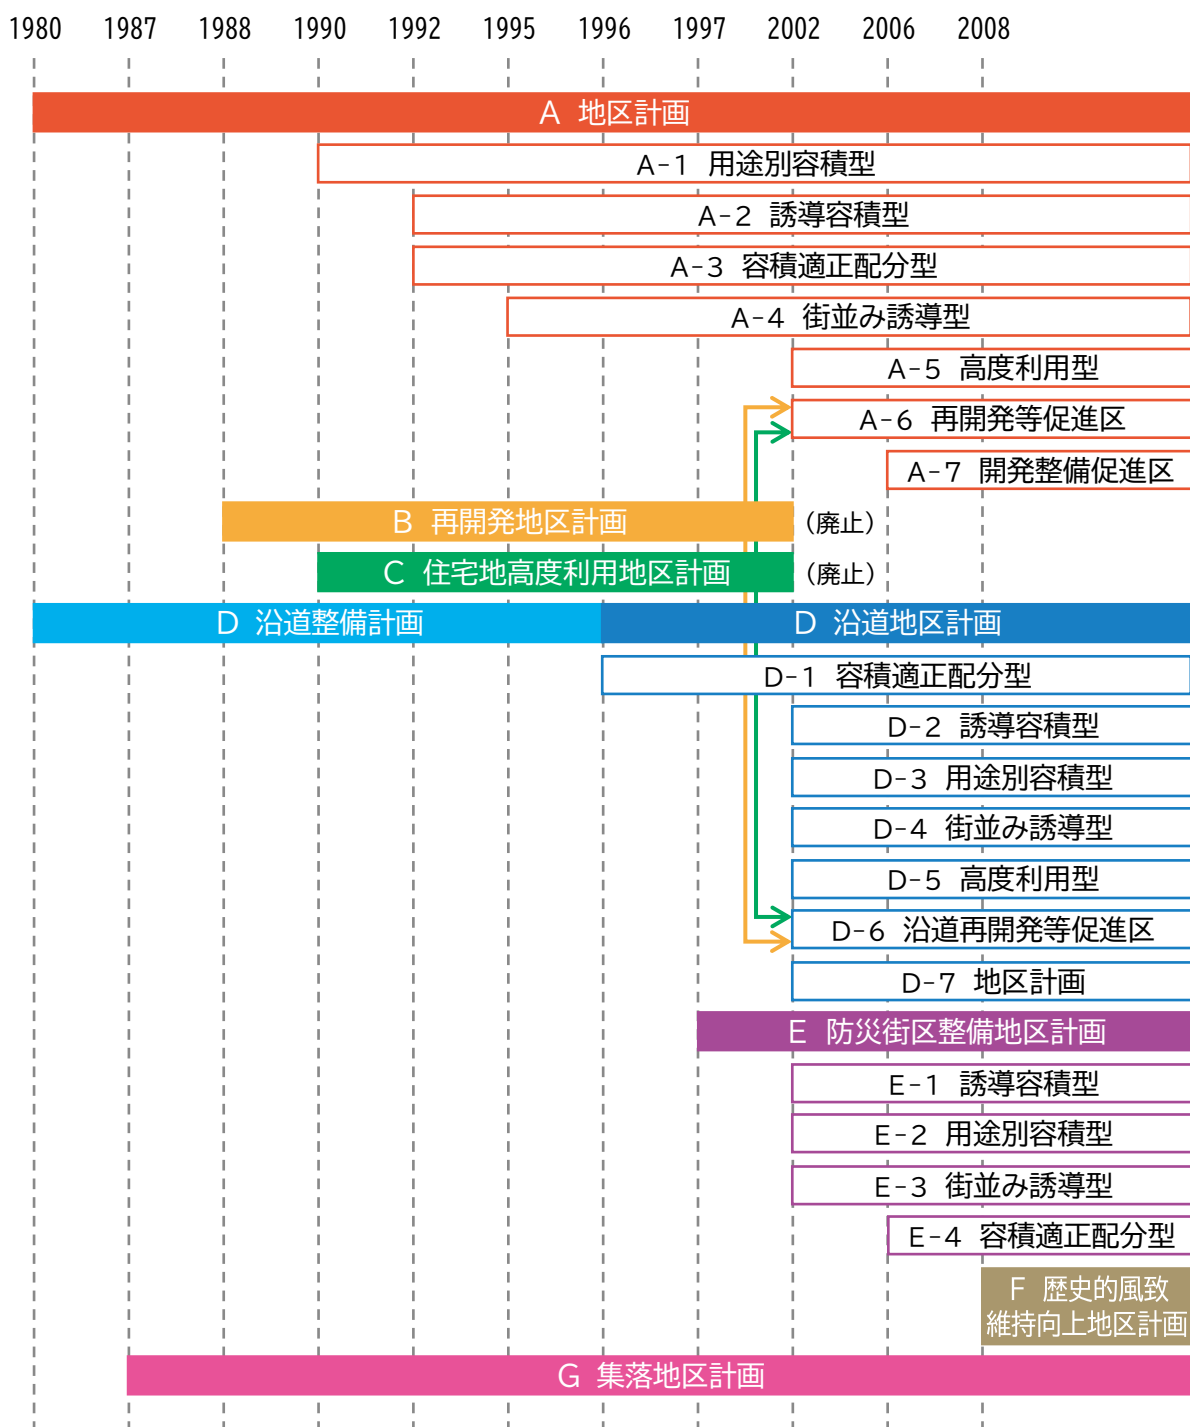 1980 1987 1988 1990 1992 1995 1996 1997 2002 2006 2008
A 地区計画
A-1 用途別容積型
A-2 誘導容積型
A-3 容積適正配分型
A-4 街並み誘導型
A-5 高度利用型
A-6 再開発等促進区
A-7 開発整備促進区
B 再開発地区計画 (廃止)
C 住宅地高度利用地区計画 (廃止)
D 沿道整備計画 D 沿道地区計画
D-1 容積適正配分型
D-2 誘導容積型
D-3 用途別容積型
D-4 街並み誘導型
D-5 高度利用型
D-6 沿道再開発等促進区
D-7 地区計画
E 防災街区整備地区計画
E-1 誘導容積型
E-2 用途別容積型
E-3 街並み誘導型
E-4 容積適正配分型
F 歴史的風致
維持向上地区計画
G 集落地区計画